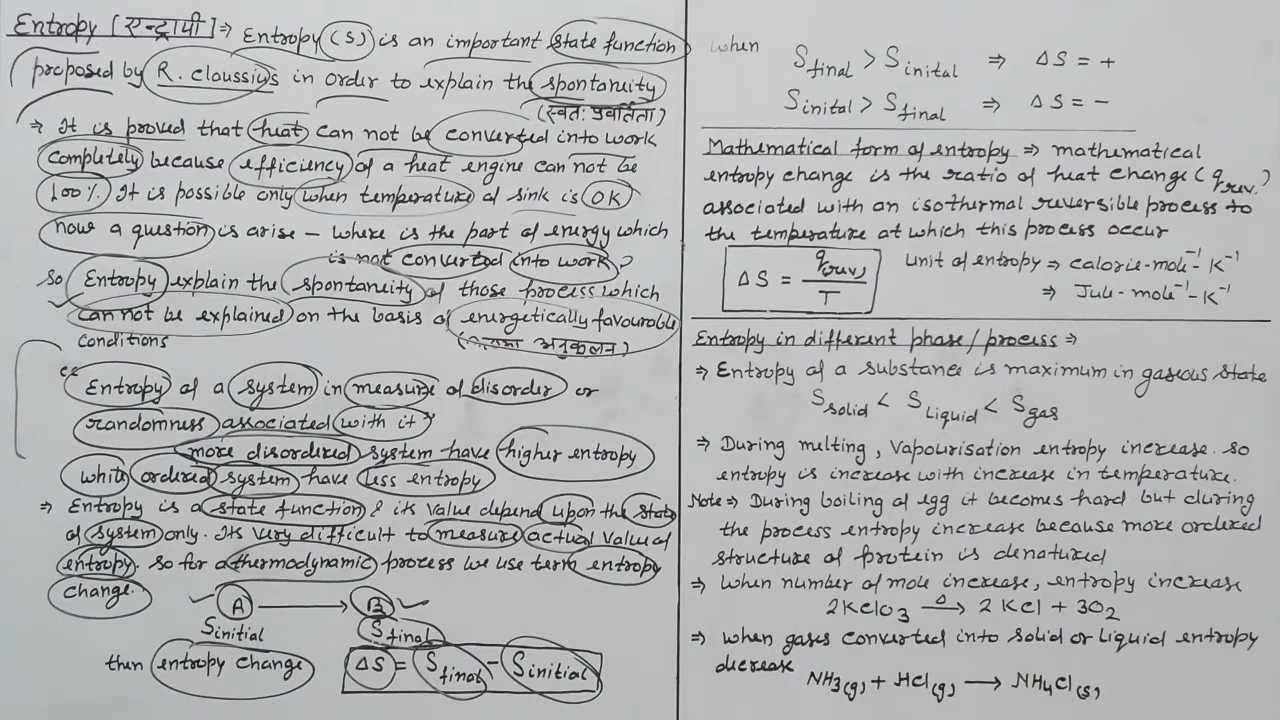 Entropy [एन्ट्रापी] ⇒ Entropy (S) is an important state function
proposed by R. claussiys in order to explain the spontaneity
(स्वतः प्रवर्तिता)
⇒ It is proved that heat can not be converted into work
completely because efficiency of a heat engine can not be
100%. It is possible only when temperature of sink is 0K
now a question is arise – where is the part of energy which
is not converted into work?
So Entropy explain the spontaneity of those process which
can not be explained on the basis of energetically favourable
अनुकूलन)
conditions
"Entropy of a system in measure of disorder or
randomness associated with it"
more disordered system have higher entropy
while ordered system have less entropy
⇒ Entropy is a state function & it's value depend upon the state
of system only. It's very difficult to measure actual value of
entropy. so for a thermodynamic process we use term entropy
change.
A ⟶ B
Sinitial Sfinal
then entropy change ΔS = Sfinal - Sinitial
when Sfinal > Sinital ⇒ ΔS = +
Sinital > Sfinal ⇒ ΔS = -
Mathematical form of entropy ⇒ mathematical
entropy change is the ratio of heat change (qrev.)
associated with an isothermal reversible process to
the temperature at which this process occur
ΔS = qrev) / T
Unit of entropy ⇒ calorie-mole⁻¹-K⁻¹
⇒ Jule-mole⁻¹-K⁻¹
Entropy in different phase/process ⇒
⇒ Entropy of a substance is maximum in gaseous state
Ssolid < SLiquid < Sgas
⇒ During melting, Vapourisation entropy increase. so
entropy is increase with increase in temperature.
Note ⇒ During boiling of egg it becomes hard but during
the process entropy increase because more ordered
structure of protein is denatured
⇒ when number of mole increase, entropy increase
2KClO₃ —Δ→ 2KCl + 3O₂
⇒ when gases converted into solid or liquid entropy
dicrease
NH₃(g) + HCl(g) ⟶ NH₄Cl(s)